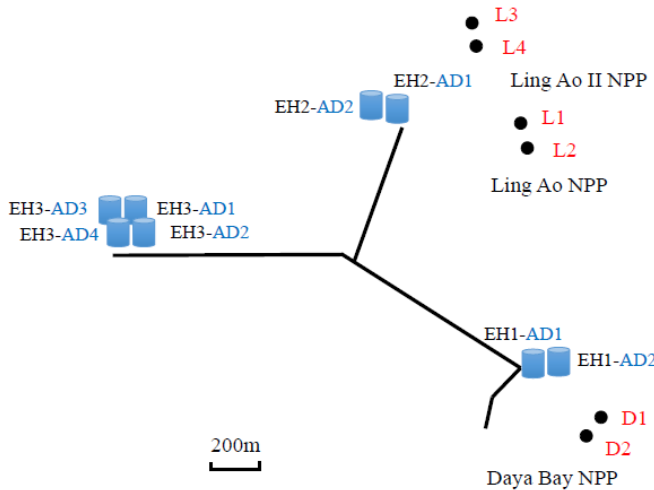 L3
L4
EH2-AD1
Ling Ao II NPP
EH2-AD2
L1
L2
Ling Ao NPP
EH3-AD3
EH3-AD1
EH3-AD4
EH3-AD2
EH1-AD1
EH1-AD2
D1
D2
200m
Daya Bay NPP